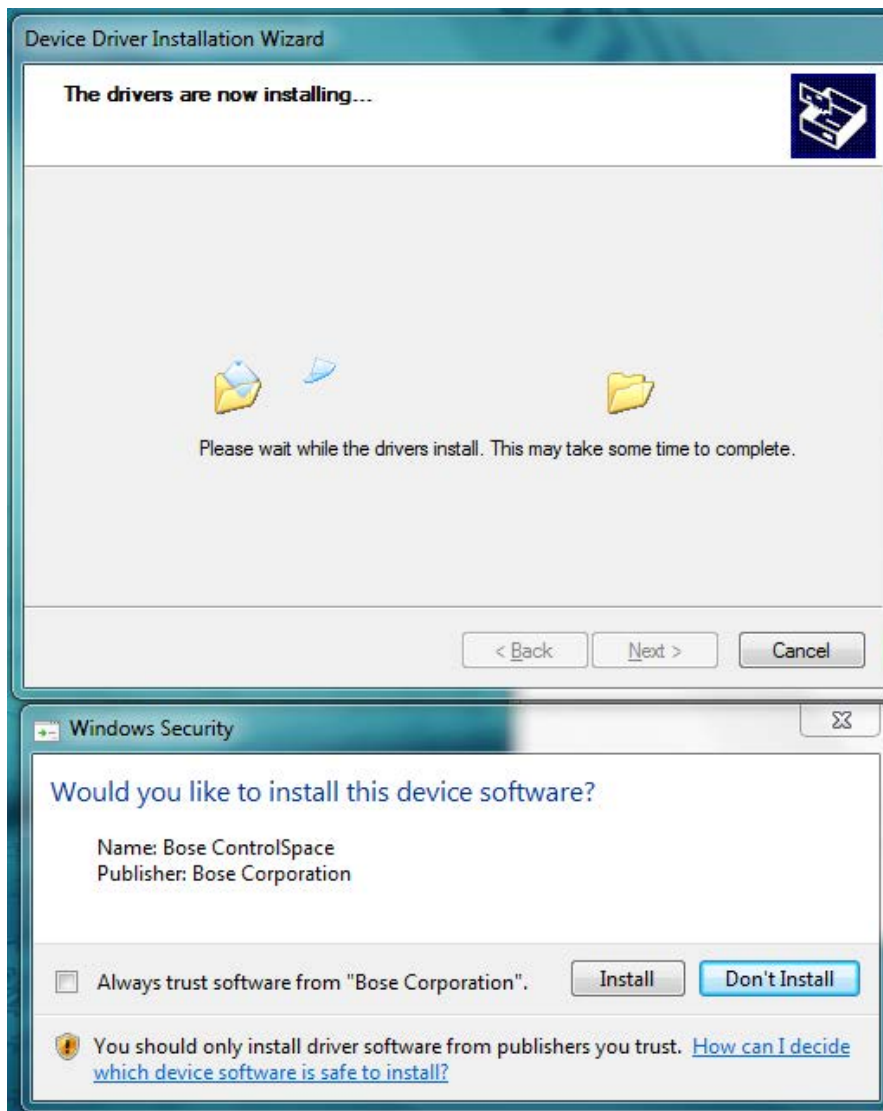 Device Driver Installation Wizard
The drivers are now installing...
Please wait while the drivers install. This may take some time to complete.
< Back
Next >
Cancel
Windows Security
Would you like to install this device software?
Name: Bose ControlSpace
Publisher: Bose Corporation
Always trust software from "Bose Corporation".
Install
Don't Install
You should only install driver software from publishers you trust. How can I decide
which device software is safe to install?